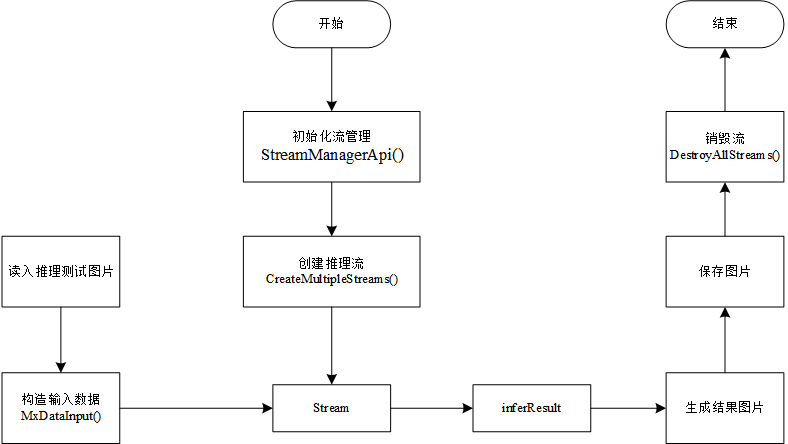 开始
结束
初始化流管理
StreamManagerApi()
销毁流
DestroyAllStreams()
读入推理测试图片
创建推理流
CreateMultipleStreams()
保存图片
构造输入数据
MxDataInput()
Stream
inferResult
生成结果图片